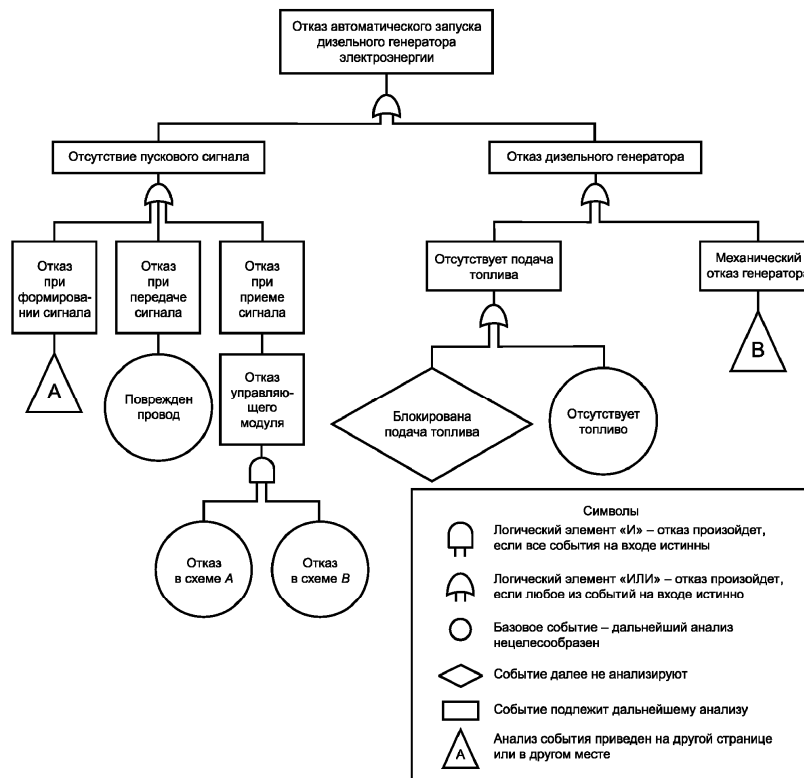 Отказ автоматического запуска
дизельного генератора
электроэнергии
Отсутствие пускового сигнала
Отказ дизельного генератора
Отказ
при
формирова-
нии сигнала
Отказ
при
передаче
сигнала
Отказ
при
приеме
сигнала
Отсутствует подача
топлива
Механический
отказ генератора
A
Поврежден
провод
Отказ
управляю-
щего
модуля
Блокирована
подача топлива
Отсутствует
топливо
B
Отказ
в схеме A
Отказ
в схеме B
Символы
Логический элемент «И» – отказ произойдет,
если все события на входе истинны
Логический элемент «ИЛИ» – отказ произойдет,
если любое из событий на входе истинно
Базовое событие – дальнейший анализ
нецелесообразен
Событие далее не анализируют
Событие подлежит дальнейшему анализу
A
Анализ события приведен на другой странице
или в другом месте